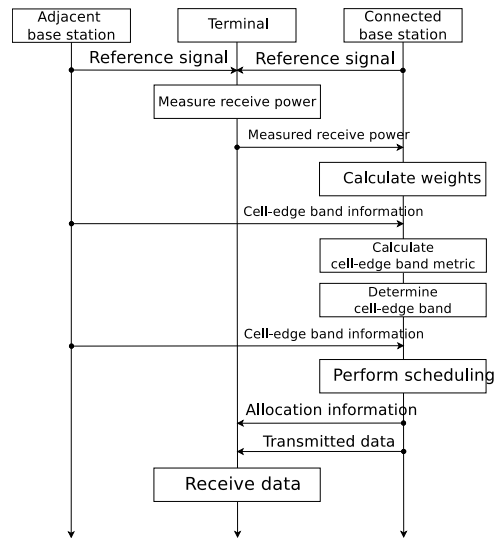 Adjacent
base station
Terminal
Connected
base station
Reference signal
Reference signal
Measure receive power
Measured receive power
Calculate weights
Cell-edge band information
Calculate
cell-edge band metric
Determine
cell-edge band
Cell-edge band information
Perform scheduling
Allocation information
Transmitted data
Receive data